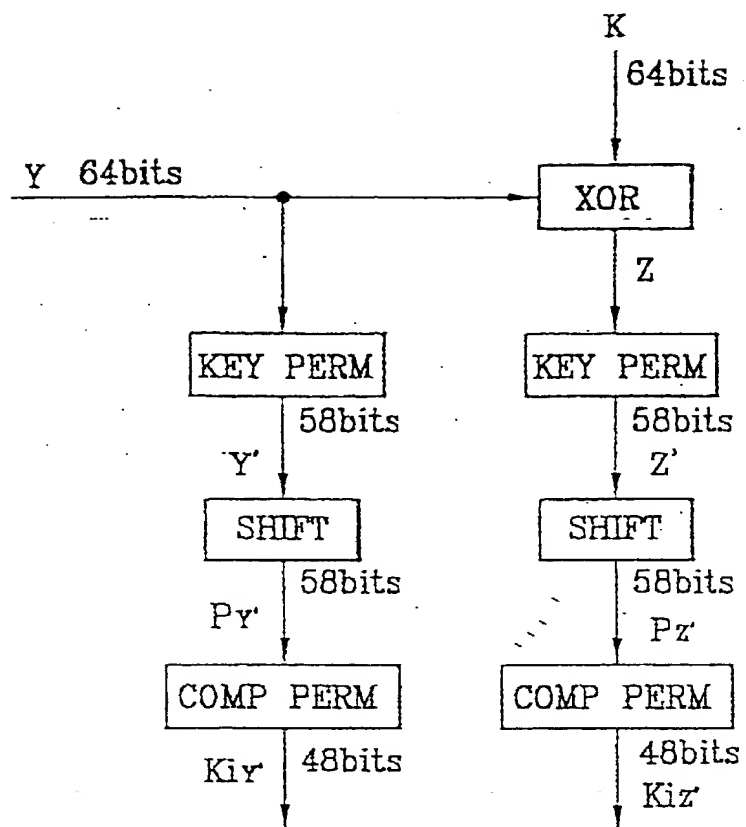 K
64bits
Y 64bits
XOR
Z
KEY PERM
KEY PERM
58bits
58bits
Y'
Z'
SHIFT
SHIFT
58bits
58bits
PY'
Pz'
COMP PERM
COMP PERM
KiY'
48bits
48bits
Kiz'